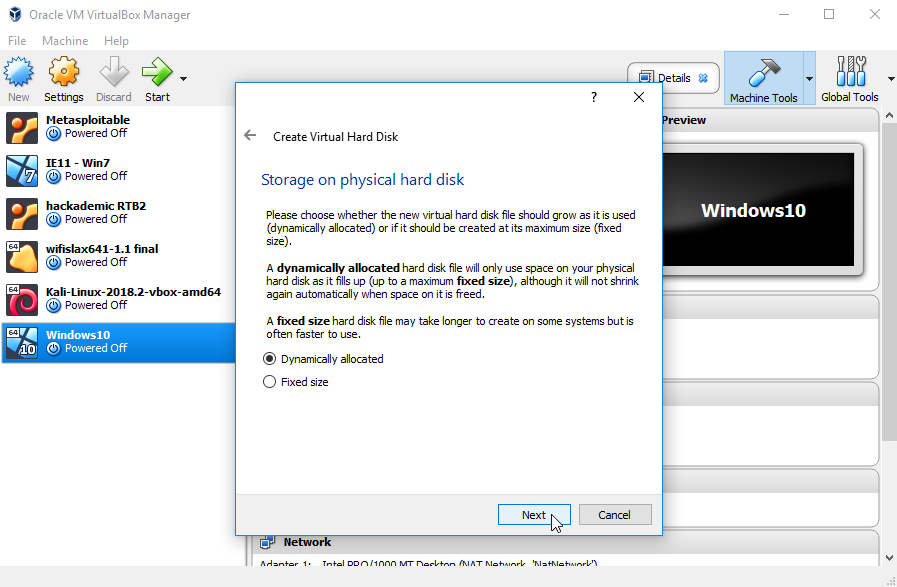 Oracle VM VirtualBox Manager
File Machine Help
New Settings Discard Start
Details
Machine Tools
Global Tools
Metasploitable
Powered Off
IE11 - Win7
Powered Off
7
hackademic RTB2
Powered Off
64
wifislax641-1.1 final
Powered Off
64
Kali-Linux-2018.2-vbox-amd64
Powered Off
64
Windows10
Powered Off
10
Preview
Windows10
?
Create Virtual Hard Disk
Storage on physical hard disk
Please choose whether the new virtual hard disk file should grow as it is used
(dynamically allocated) or if it should be created at its maximum size (fixed
size).
A dynamically allocated hard disk file will only use space on your physical
hard disk as it fills up (up to a maximum fixed size), although it will not shrink
again automatically when space on it is freed.
A fixed size hard disk file may take longer to create on some systems but is
often faster to use.
Dynamically allocated
Fixed size
Next
Cancel
Network
Adapter 1: Intel PRO/1000 MT Desktop (NAT Network, 'NatNetwork')